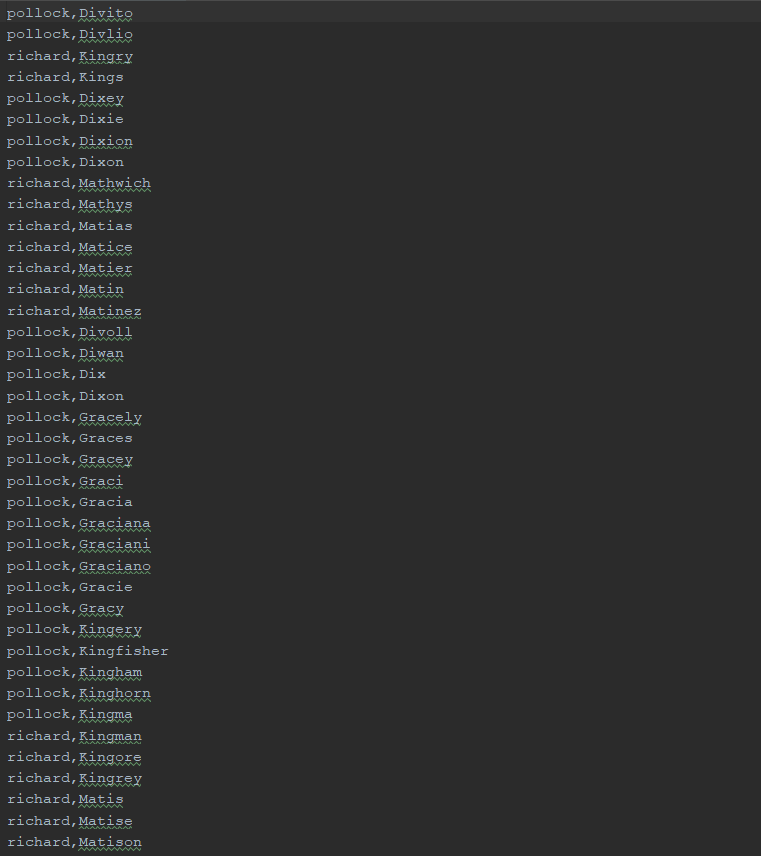 pollock,Divito
pollock,Divlio
richard,Kingry
richard,Kings
pollock,Dixey
pollock,Dixie
pollock,Dixion
pollock,Dixon
richard,Mathwich
richard,Mathys
richard,Matias
richard,Matice
richard,Matier
richard,Matin
richard,Matinez
pollock,Divoll
pollock,Diwan
pollock,Dix
pollock,Dixon
pollock,Gracely
pollock,Graces
pollock,Gracey
pollock,Graci
pollock,Gracia
pollock,Graciana
pollock,Graciani
pollock,Graciano
pollock,Gracie
pollock,Gracy
pollock,Kingery
pollock,Kingfisher
pollock,Kingham
pollock,Kinghorn
pollock,Kingma
richard,Kingman
richard,Kingore
richard,Kingrey
richard,Matis
richard,Matise
richard,Matison